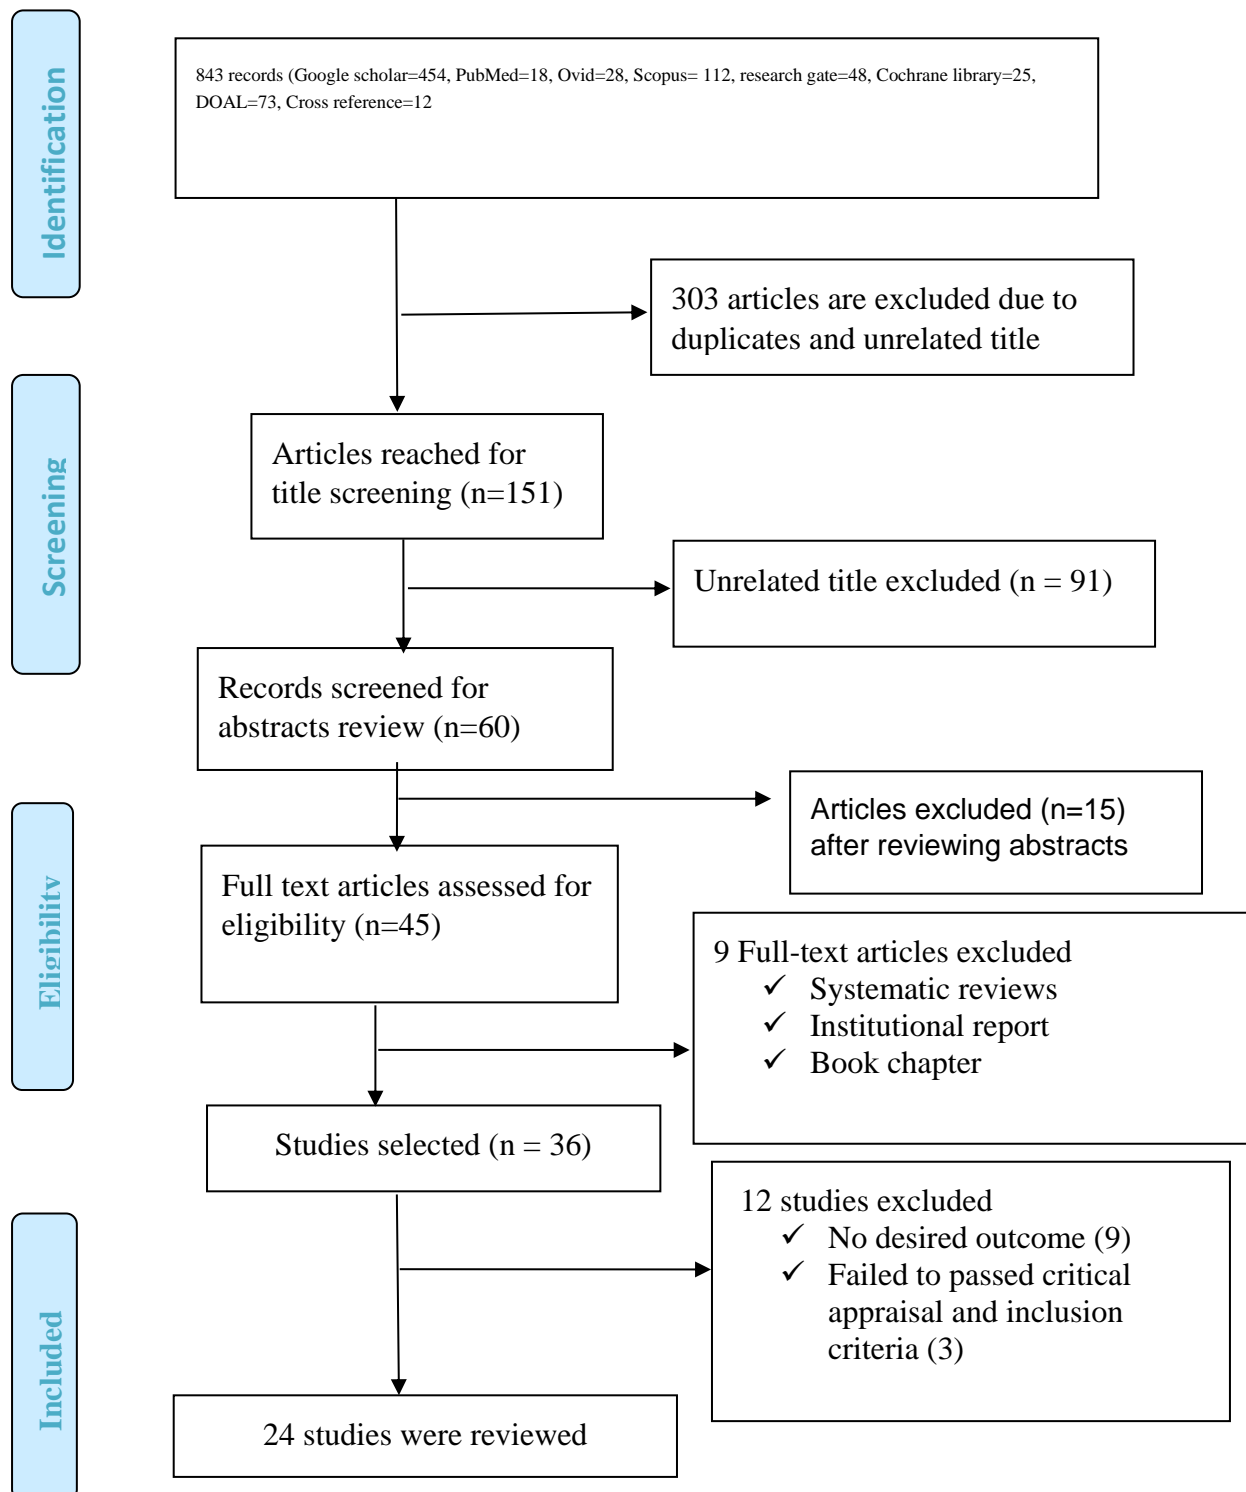 Identification
843 records (Google scholar=454, PubMed=18, Ovid=28, Scopus= 112, research gate=48, Cochrane library=25,
DOAL=73, Cross reference=12
303 articles are excluded due to
duplicates and unrelated title
Screening
Articles reached for
title screening (n=151)
Unrelated title excluded (n = 91)
Records screened for
abstracts review (n=60)
Articles excluded (n=15)
after reviewing abstracts
Eligibility
Full text articles assessed for
eligibility (n=45)
9 Full-text articles excluded
✓ Systematic reviews
✓ Institutional report
✓ Book chapter
Studies selected (n = 36)
12 studies excluded
✓ No desired outcome (9)
✓ Failed to passed critical
appraisal and inclusion
criteria (3)
Included
24 studies were reviewed